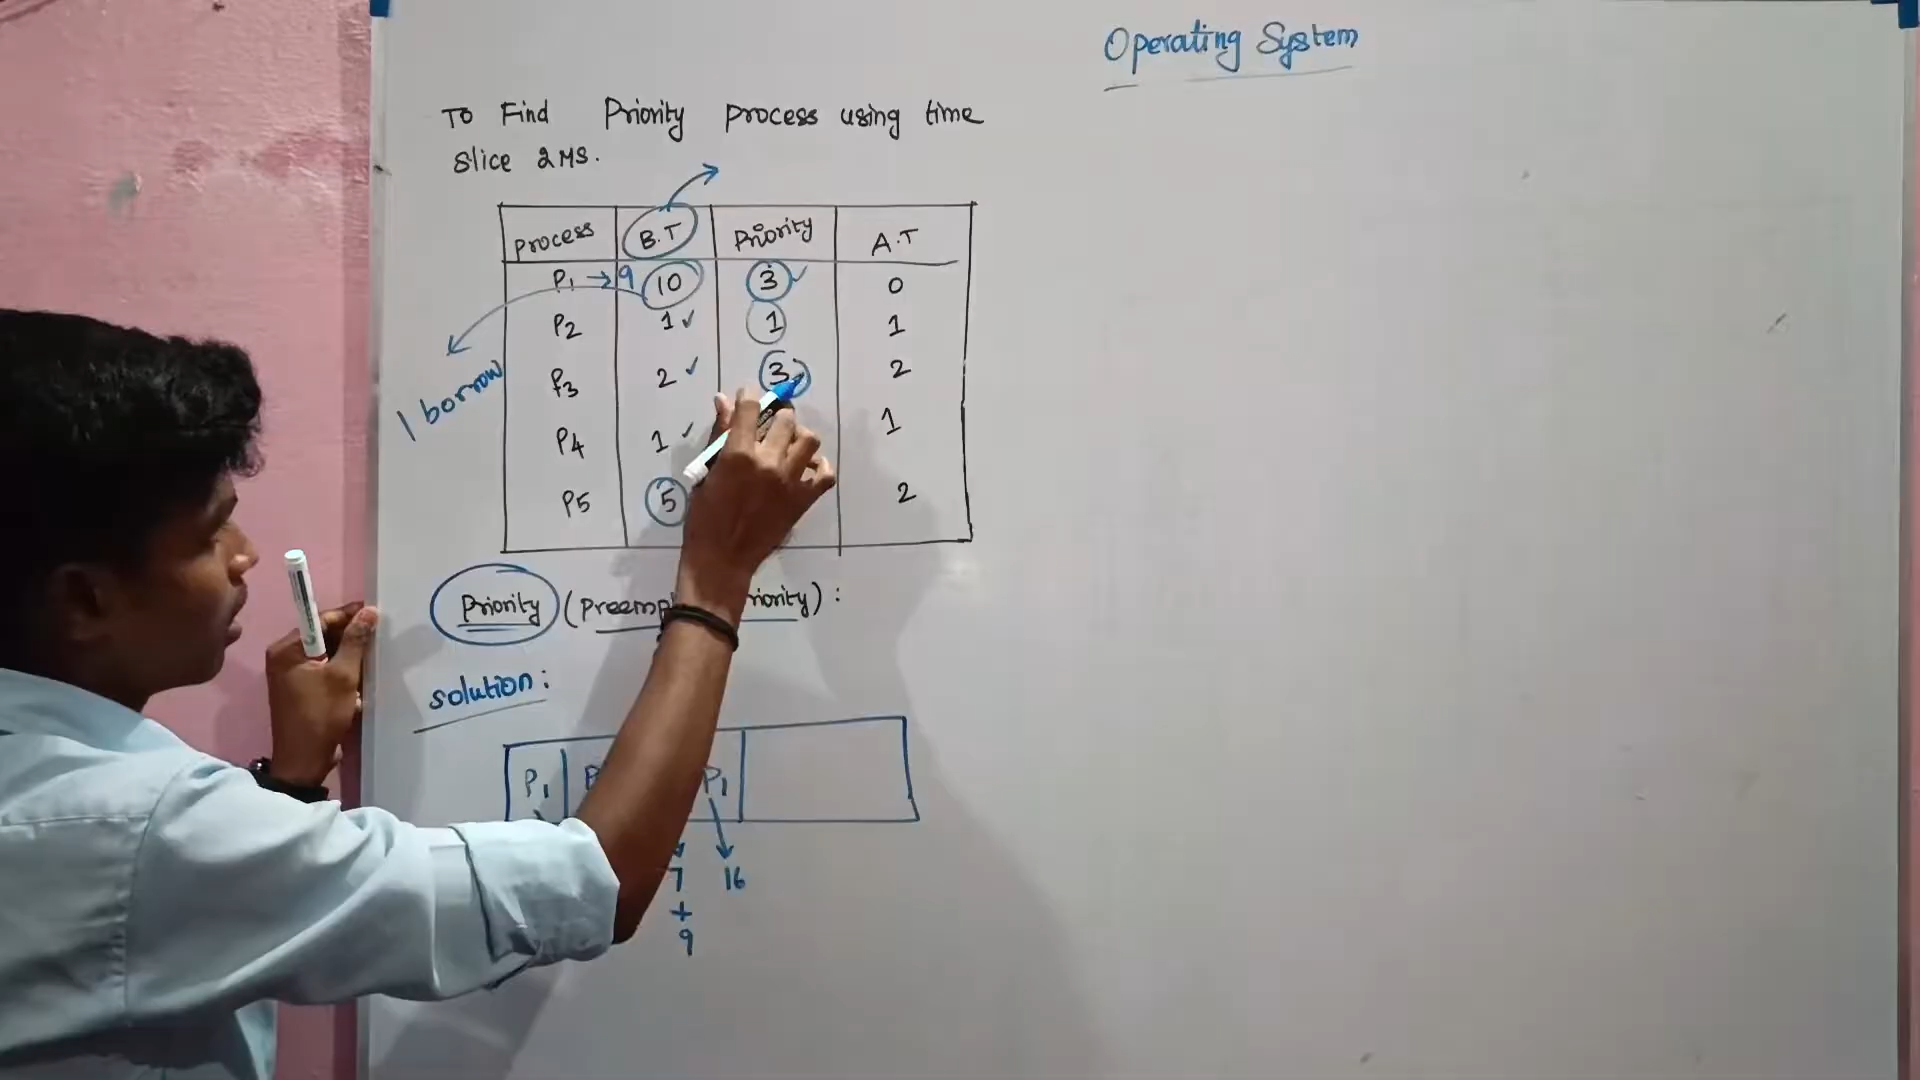 Operating System
To Find Priority process using time
slice 2MS.
process B.T Priority A.T
P1 → 9 10 3 0
P2 1 1 1
P3 2 3 2
1 borrow
P4 1 1
P5 5 2
Priority (preemp riority) :
solution:
P1 P1
7 16
+
9